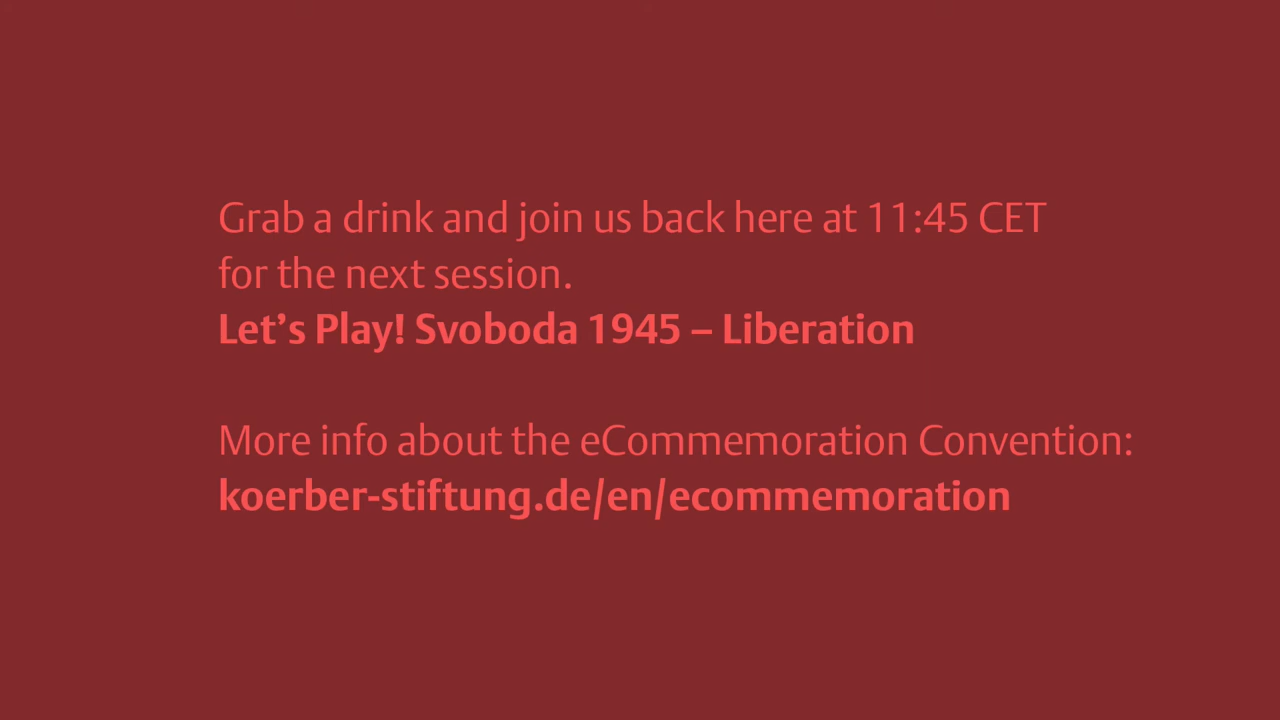 Grab a drink and join us back here at 11:45 CET
for the next session.
Let’s Play! Svoboda 1945 – Liberation
More info about the eCommemoration Convention:
koerber-stiftung.de/en/ecommemoration